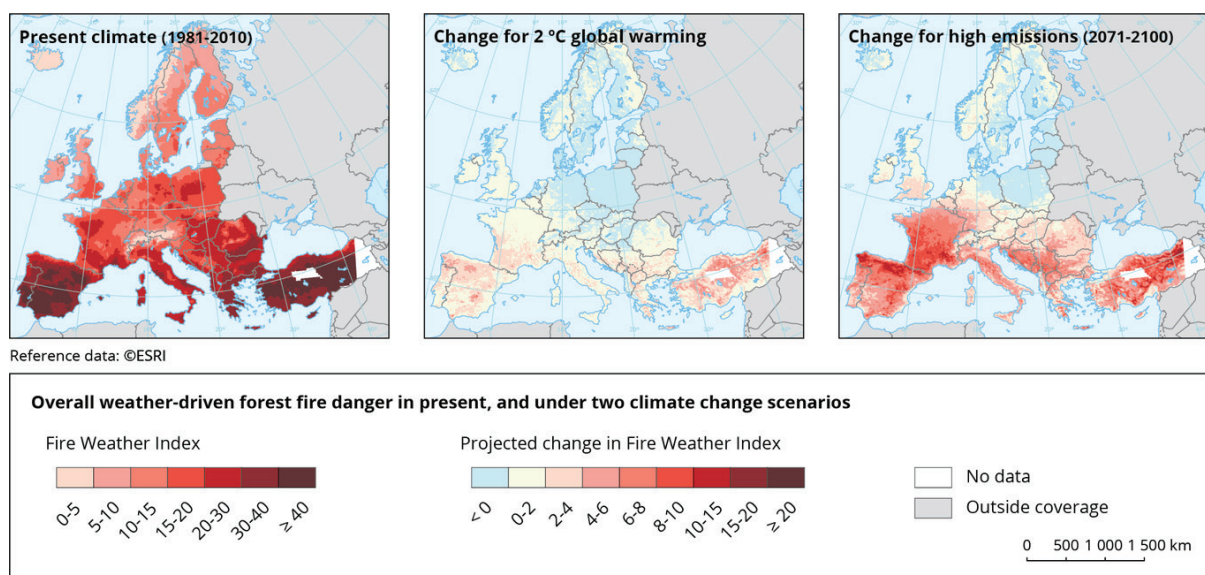 Present climate (1981-2010)
Change for 2 ºC global warming
Change for high emissions (2071-2100)
Reference data: ©ESRI
Overall weather-driven forest fire danger in present, and under two climate change scenarios
Fire Weather Index
0-5
5-10
10-15
15-20
20-30
30-40
≥ 40
Projected change in Fire Weather Index
< 0
0-2
2-4
4-6
6-8
8-10
10-15
15-20
≥ 20
No data
Outside coverage
0 500 1 000 1 500 km